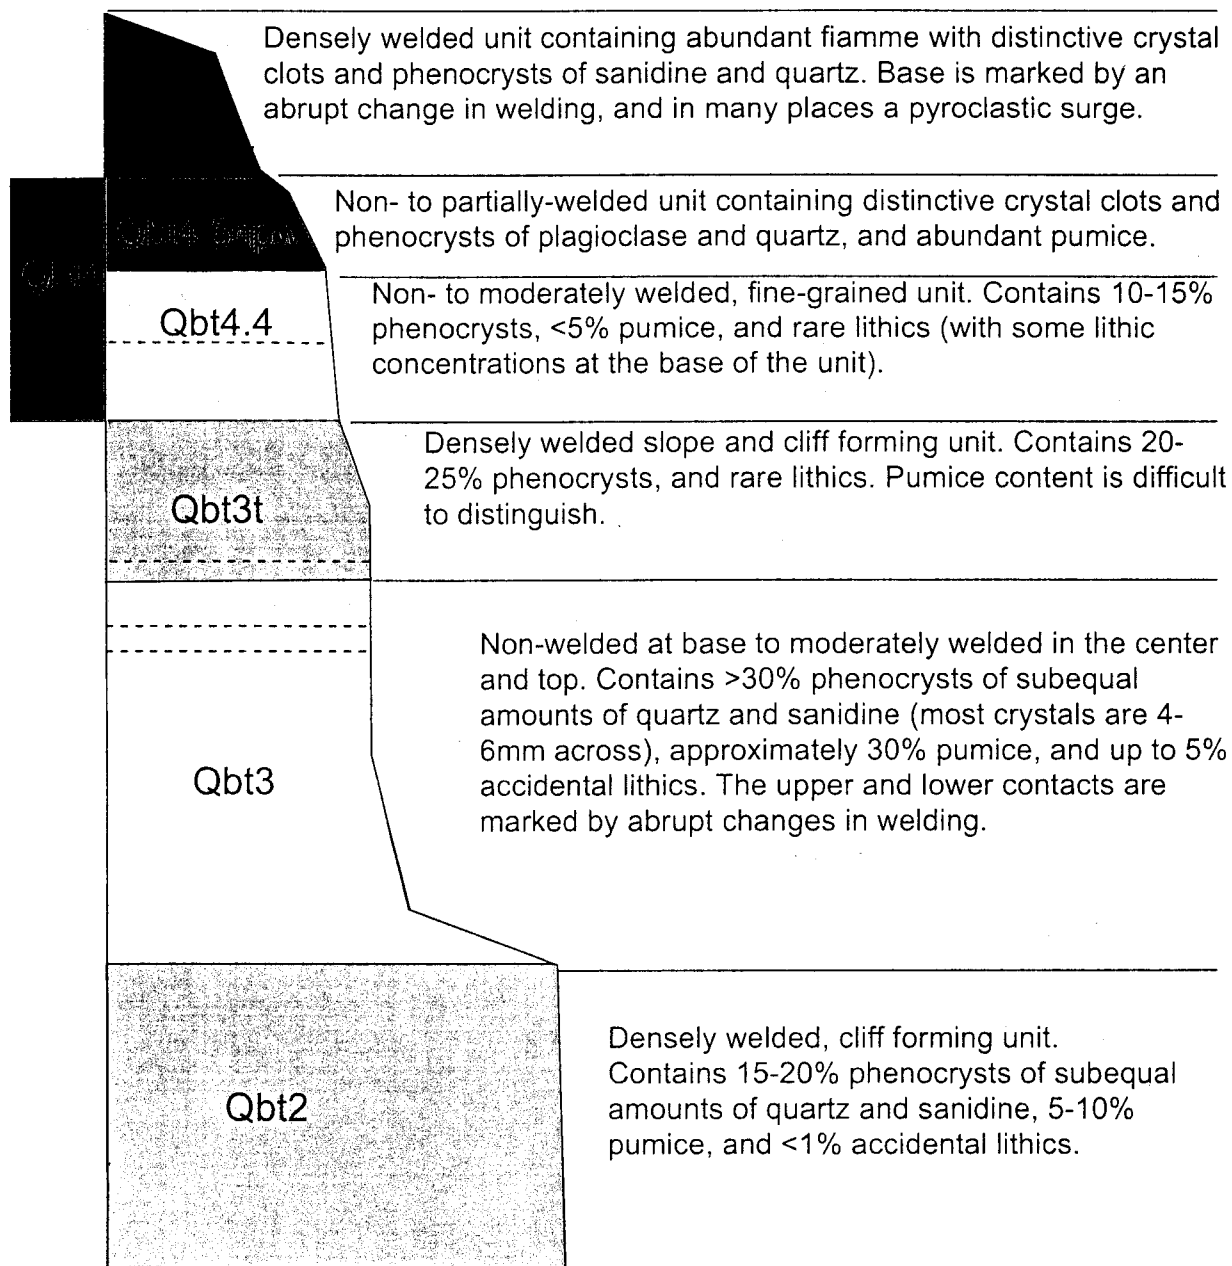 Densely welded unit containing abundant fiamme with distinctive crystal
clots and phenocrysts of sanidine and quartz. Base is marked by an
abrupt change in welding, and in many places a pyroclastic surge.
Non- to partially-welded unit containing distinctive crystal clots and
phenocrysts of plagioclase and quartz, and abundant pumice.
Qbt4.4
Non- to moderately welded, fine-grained unit. Contains 10-15%
phenocrysts, <5% pumice, and rare lithics (with some lithic
concentrations at the base of the unit).
Qbt3t
Densely welded slope and cliff forming unit. Contains 20-
25% phenocrysts, and rare lithics. Pumice content is difficult
to distinguish.
Qbt3
Non-welded at base to moderately welded in the center
and top. Contains >30% phenocrysts of subequal
amounts of quartz and sanidine (most crystals are 4-
6mm across), approximately 30% pumice, and up to 5%
accidental lithics. The upper and lower contacts are
marked by abrupt changes in welding.
Qbt2
Densely welded, cliff forming unit.
Contains 15-20% phenocrysts of subequal
amounts of quartz and sanidine, 5-10%
pumice, and <1% accidental lithics.